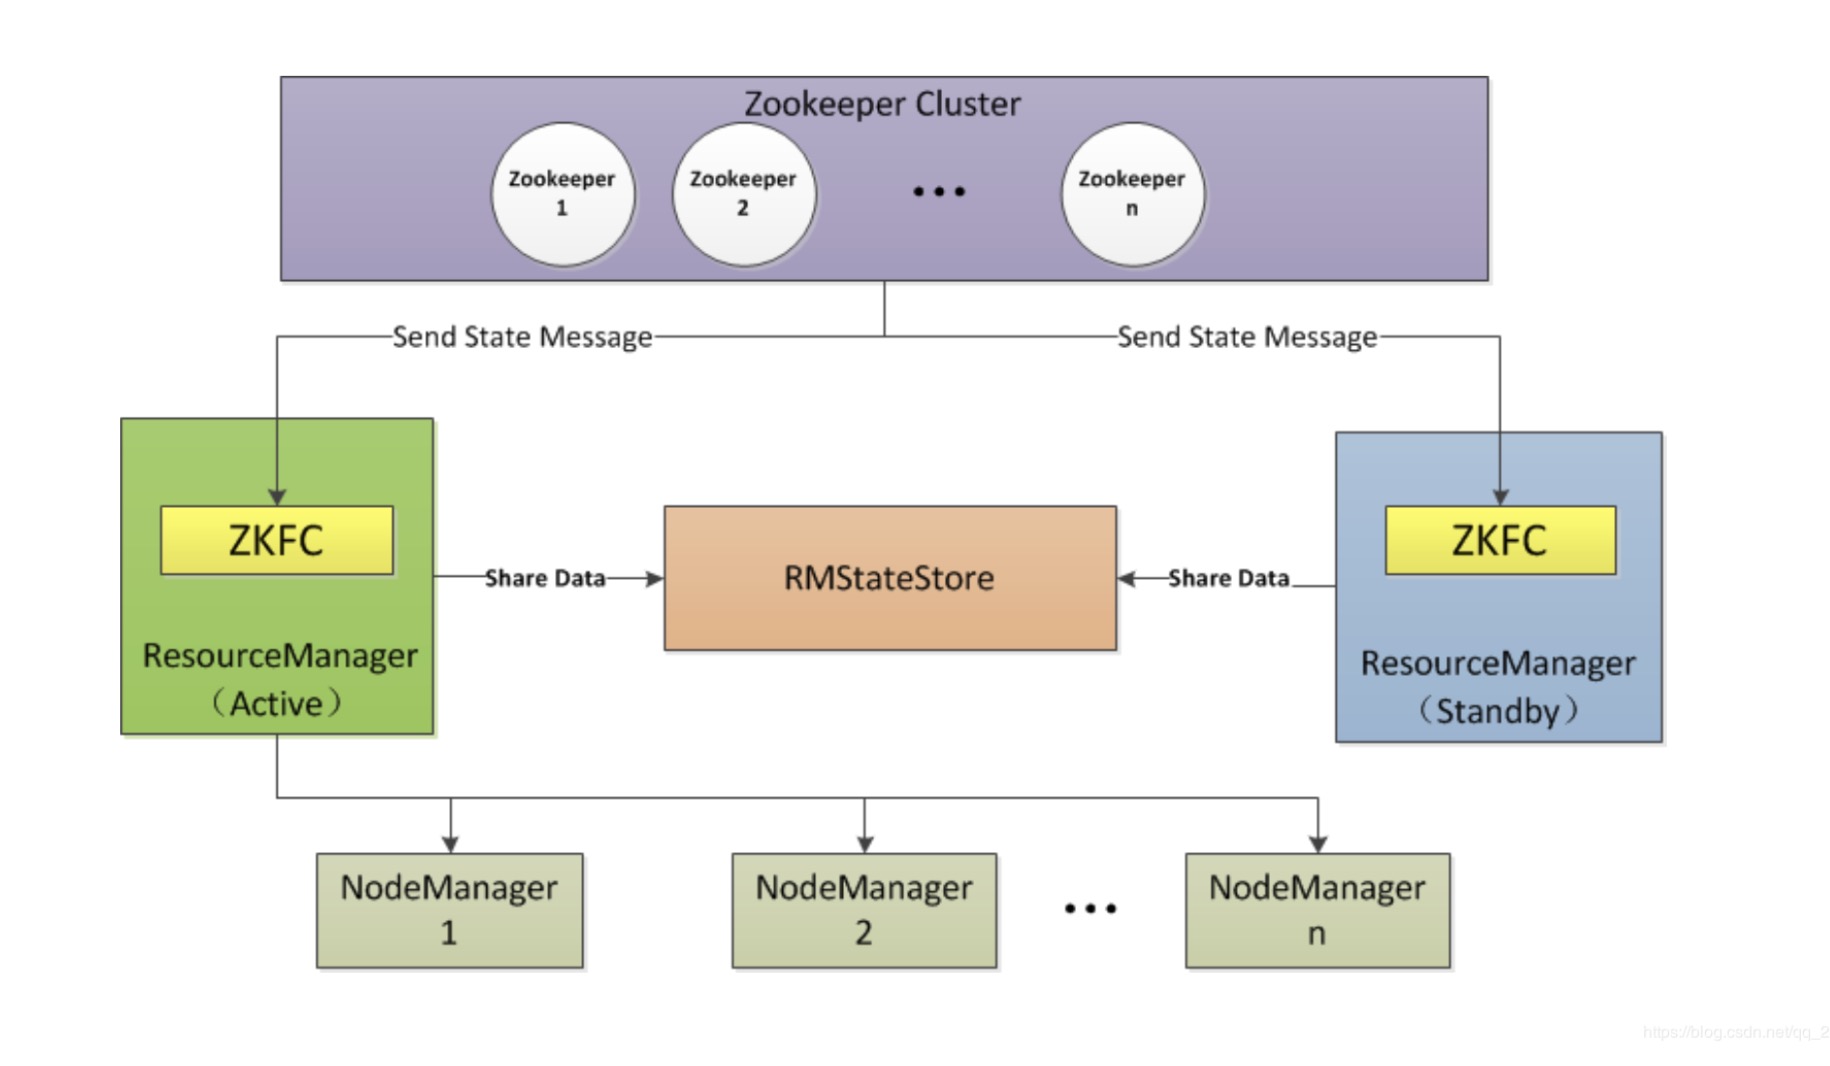 Zookeeper Cluster
Zookeeper
1
Zookeeper
2
...
Zookeeper
n
Send State Message
Send State Message
ZKFC
ResourceManager
（Active）
Share Data
RMStateStore
Share Data
ZKFC
ResourceManager
（Standby）
NodeManager
1
NodeManager
2
...
NodeManager
n
https://blog.csdn.net/qq_2